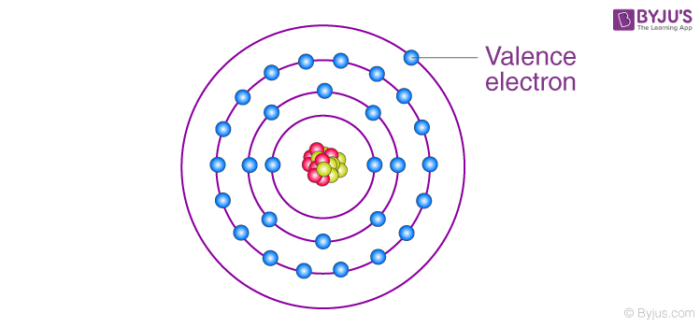 BYJU'S
The Learning App
Valence
electron
© Byjus.com